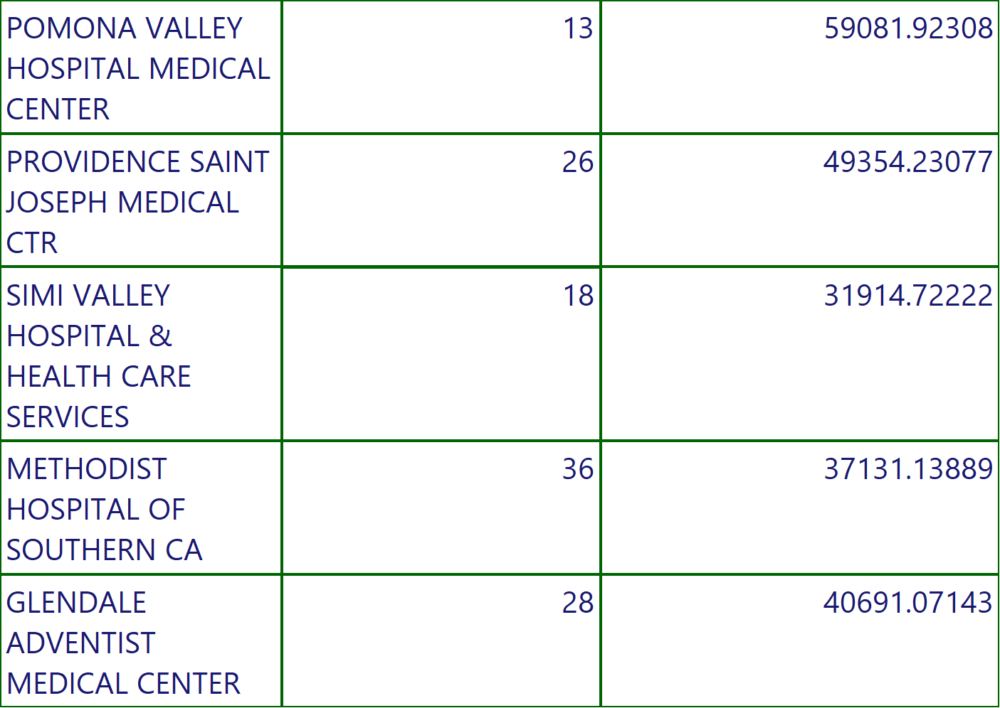 POMONA VALLEY 13 59081.92308
HOSPITAL MEDICAL
CENTER
PROVIDENCE SAINT 26 49354.23077
JOSEPH MEDICAL
CTR
SIMI VALLEY 18 31914.72222
HOSPITAL &
HEALTH CARE
SERVICES
METHODIST 36 37131.13889
HOSPITAL OF
SOUTHERN CA
GLENDALE 28 40691.07143
ADVENTIST
MEDICAL CENTER